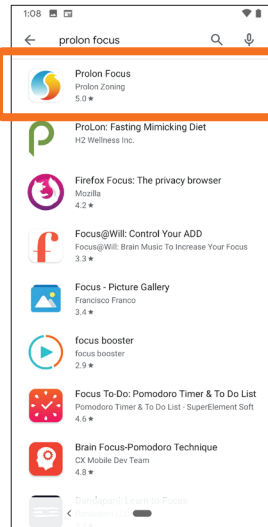 1:08
prolon focus
Prolon Focus
Prolon Zoning
5.0 ★
ProLon: Fasting Mimicking Diet
H2 Wellness Inc.
Firefox Focus: The privacy browser
Mozilla
4.2 ★
Focus@Will: Control Your ADD
Focus@Will: Brain Music To Increase Your Focus
3.3 ★
Focus - Picture Gallery
Francisco Franco
3.4 ★
focus booster
focus booster
2.9 ★
Focus To-Do: Pomodoro Timer & To Do List
Pomodoro Timer & To Do List - SuperElement Soft
4.6 ★
Brain Focus-Pomodoro Technique
CX Mobile Dev Team
4.8 ★
Learn to Focus